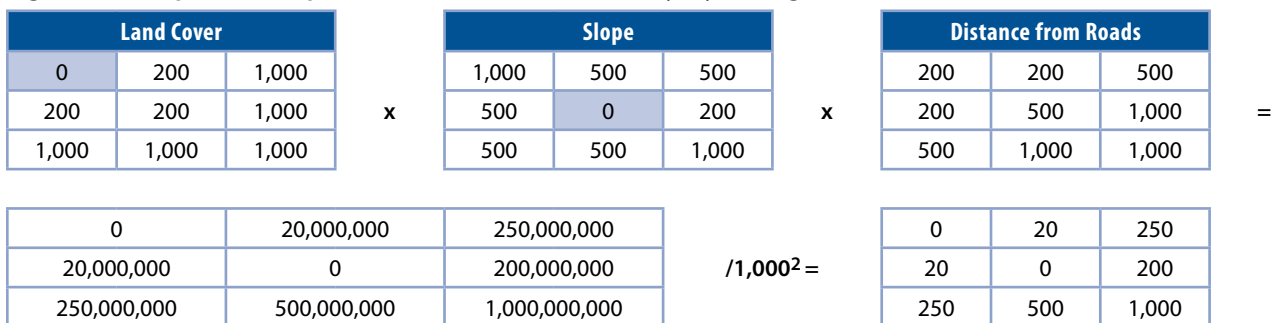 Land Cover Slope Distance from Roads
0 200 1,000 1,000 500 500 200 200 500
200 200 1,000 x 500 0 200 x 200 500 1,000 =
1,000 1,000 1,000 500 500 1,000 500 1,000 1,000
0 20,000,000 250,000,000 0 20 250
20,000,000 0 200,000,000 /1,000² = 20 0 200
250,000,000 500,000,000 1,000,000,000 250 500 1,000